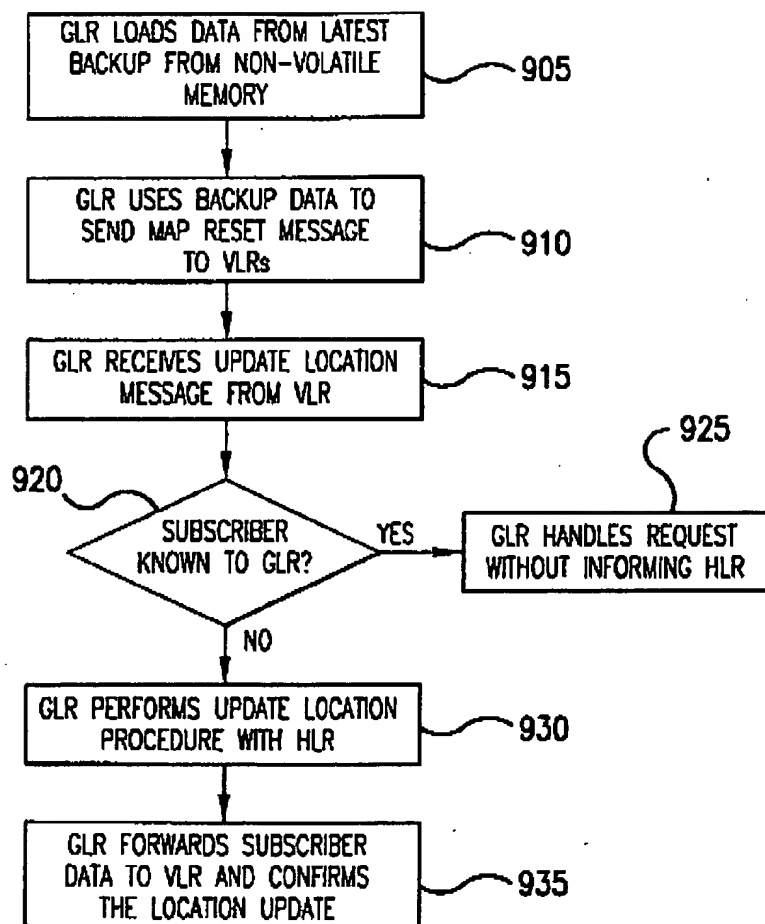 GLR LOADS DATA FROM LATEST
BACKUP FROM NON-VOLATILE
MEMORY
905
GLR USES BACKUP DATA TO
SEND MAP RESET MESSAGE
TO VLRs
910
GLR RECEIVES UPDATE LOCATION
MESSAGE FROM VLR
915
920
SUBSCRIBER
KNOWN TO GLR?
YES
925
GLR HANDLES REQUEST
WITHOUT INFORMING HLR
NO
GLR PERFORMS UPDATE LOCATION
PROCEDURE WITH HLR
930
GLR FORWARDS SUBSCRIBER
DATA TO VLR AND CONFIRMS
THE LOCATION UPDATE
935